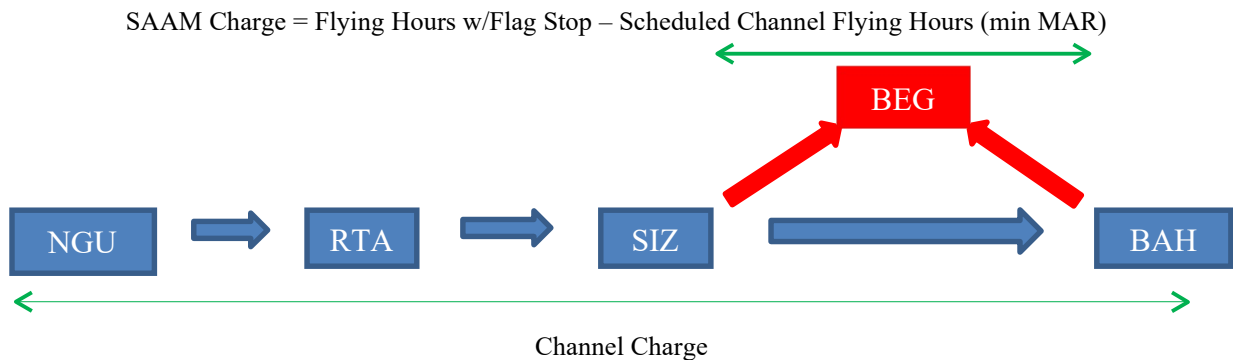 SAAM Charge = Flying Hours w/Flag Stop – Scheduled Channel Flying Hours (min MAR)
BEG
NGU
RTA
SIZ
BAH
Channel Charge